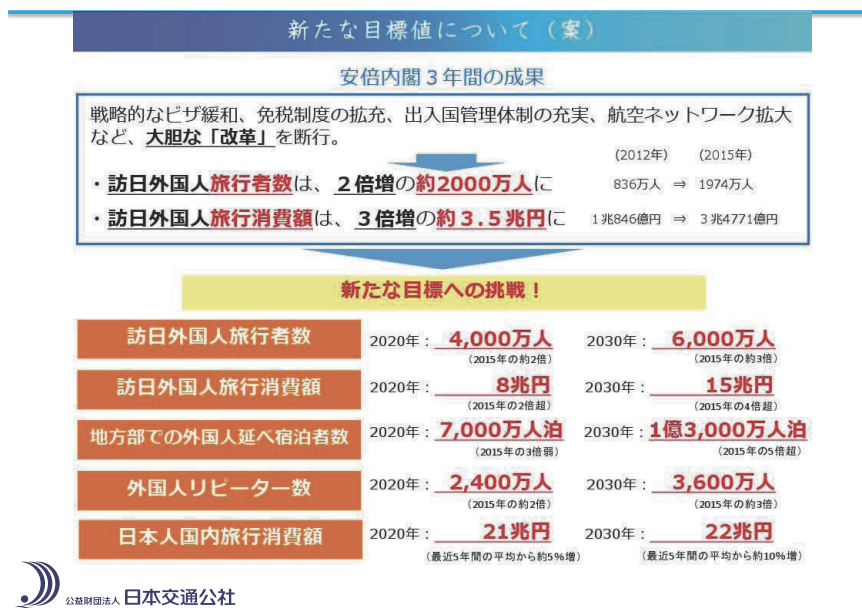 新たな目標値について（案）
安倍内閣３年間の成果
戦略的なビザ緩和、免税制度の拡充、出入国管理体制の充実、航空ネットワーク拡大
など、大胆な「改革」を断行。
(2012年) (2015年)
・訪日外国人旅行者数は、２倍増の約2000万人に 836万人 ⇒ 1974万人
・訪日外国人旅行消費額は、３倍増の約３.５兆円に 1兆846億円 ⇒ 3兆4771億円
新たな目標への挑戦！
訪日外国人旅行者数 2020年： 4,000万人 2030年： 6,000万人
(2015年の約2倍) (2015年の約3倍)
訪日外国人旅行消費額 2020年： 8兆円 2030年： 15兆円
(2015年の2倍超) (2015年の4倍超)
地方部での外国人延べ宿泊者数 2020年：7,000万人泊 2030年：1億3,000万人泊
(2015年の3倍弱) (2015年の5倍超)
外国人リピーター数 2020年： 2,400万人 2030年： 3,600万人
(2015年の約2倍) (2015年の約3倍)
日本人国内旅行消費額 2020年： 21兆円 2030年： 22兆円
(最近5年間の平均から約5%増) (最近5年間の平均から約10%増)
公益財団法人 日本交通公社